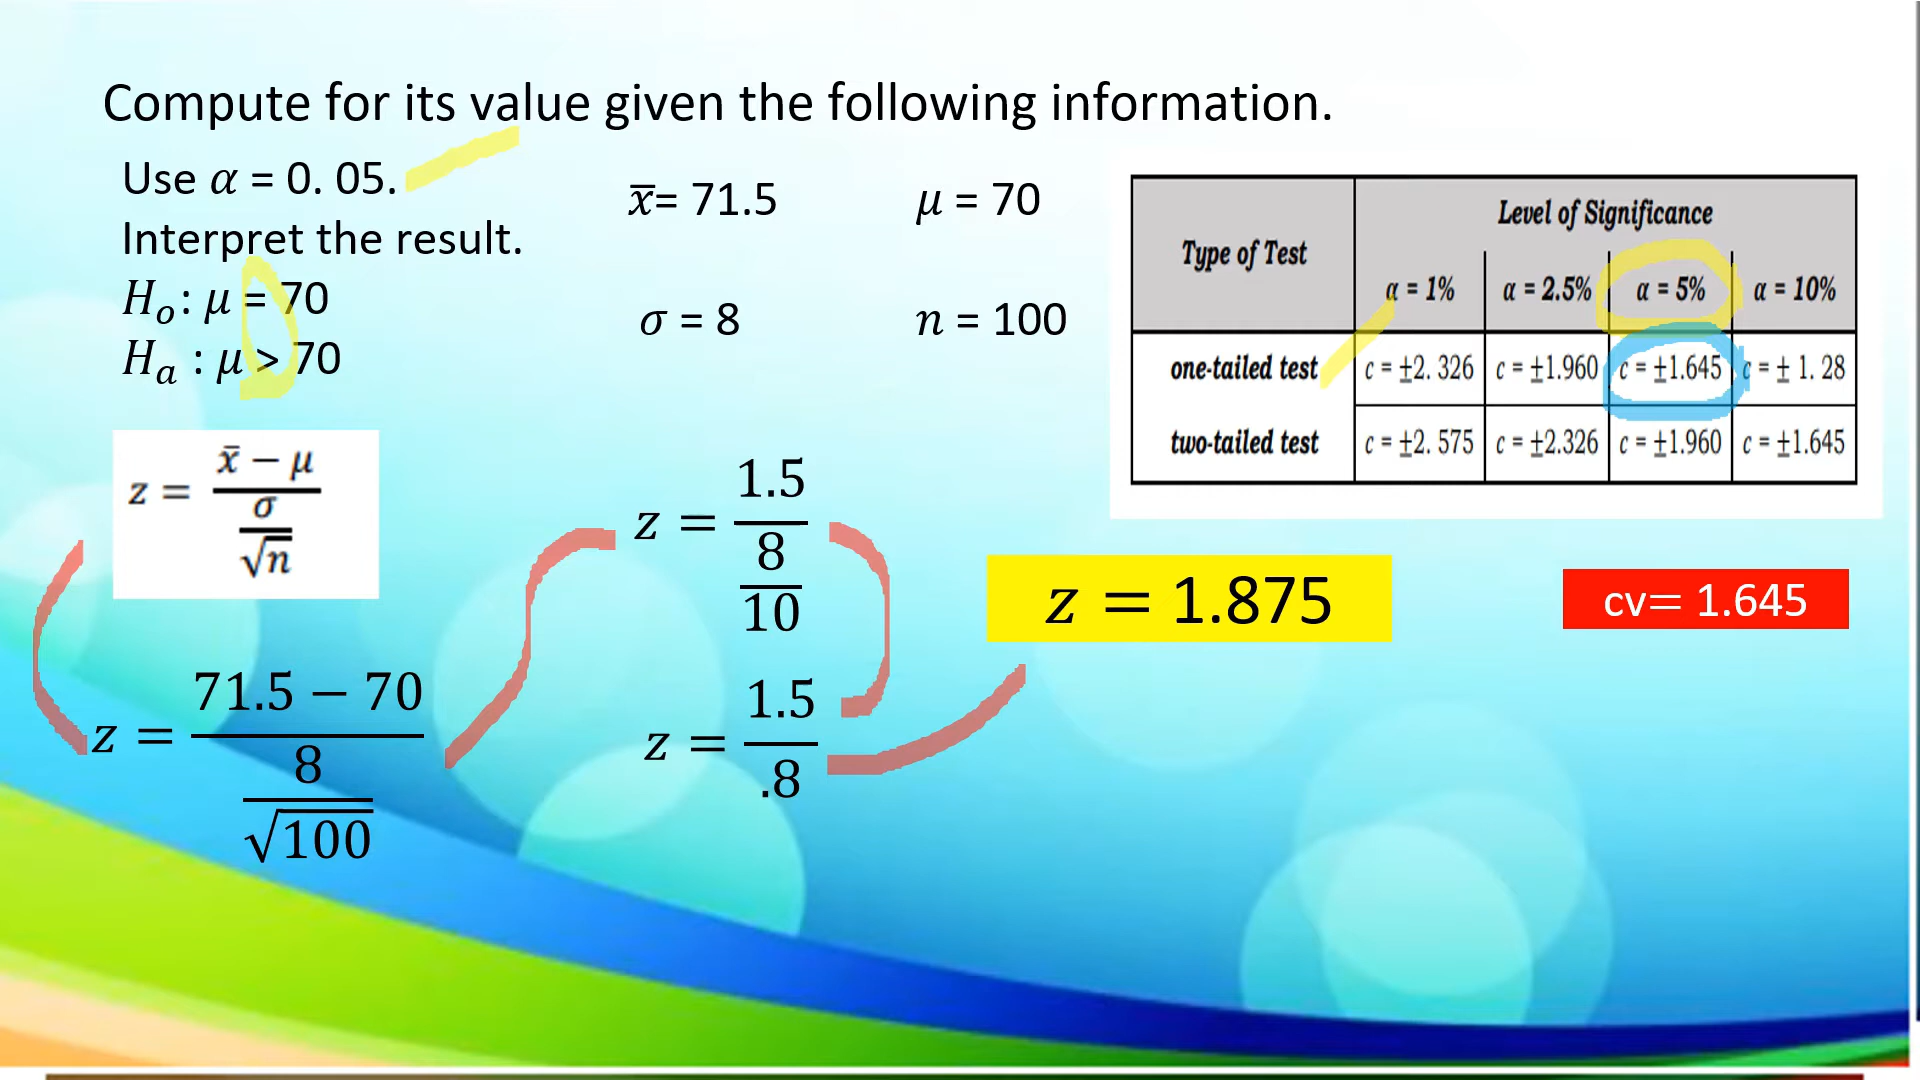 Compute for its value given the following information.
Use α = 0. 05.
Interpret the result.
Hₒ: μ = 70
Hₐ : μ > 70
x̅= 71.5
μ = 70
σ = 8
n = 100
Type of Test
Level of Significance
α = 1%
α = 2.5%
α = 5%
α = 10%
one-tailed test
c = ±2. 326
c = ±1.960
c = ±1.645
c = ± 1. 28
two-tailed test
c = ±2. 575
c = ±2.326
c = ±1.960
c = ±1.645
z =
x̄ − μ
σ
√n
z =
71.5 − 70
8
√100
z =
1.5
8
10
z =
1.5
.8
z = 1.875
cv= 1.645